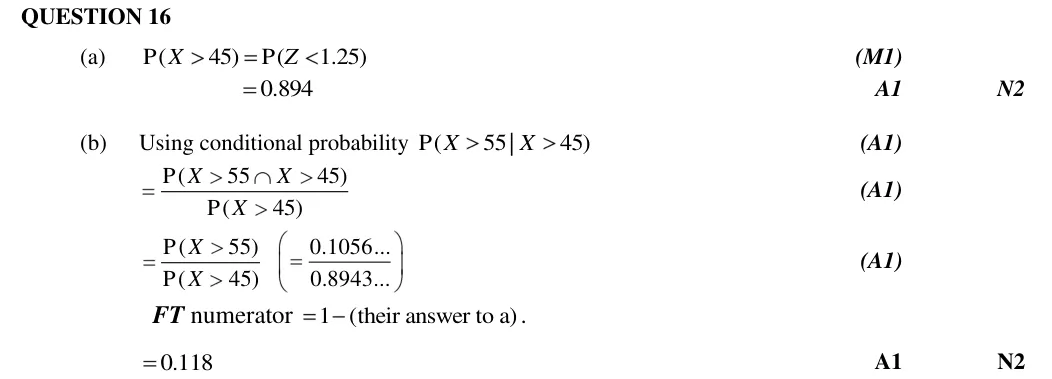 QUESTION 16
(a) P(X > 45) = P(Z < 1.25) (M1)
= 0.894 A1 N2
(b) Using conditional probability P(X > 55 | X > 45) (A1)
= P(X > 55 ∩ X > 45) / P(X > 45) (A1)
= P(X > 55) / P(X > 45) (= 0.1056... / 0.8943...) (A1)
FT numerator = 1 − (their answer to a) .
= 0.118 A1 N2